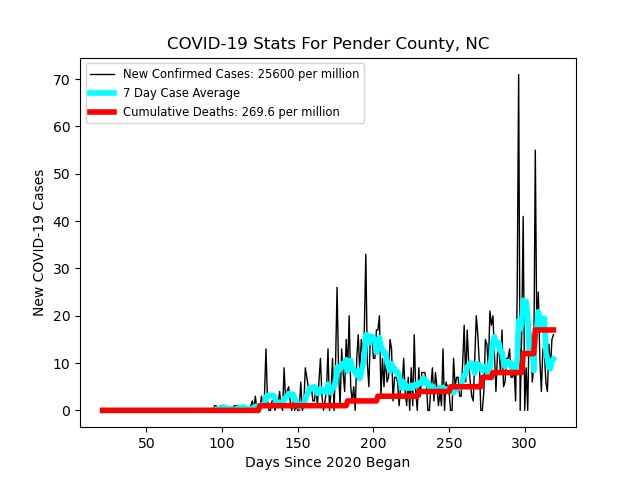 COVID-19 Stats For Pender County, NC
New Confirmed Cases: 25600 per million
7 Day Case Average
Cumulative Deaths: 269.6 per million
70
60
50
40
30
20
10
0
New COVID-19 Cases
50 100 150 200 250 300
Days Since 2020 Began